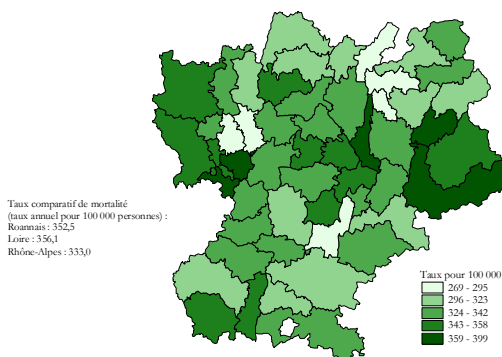 Taux comparatif de mortalité
(taux annuel pour 100 000 personnes) :
Roannais : 352,5
Loire : 356,1
Rhône-Alpes : 333,0
Taux pour 100 000
269 - 295
296 - 323
324 - 342
343 - 358
359 - 399